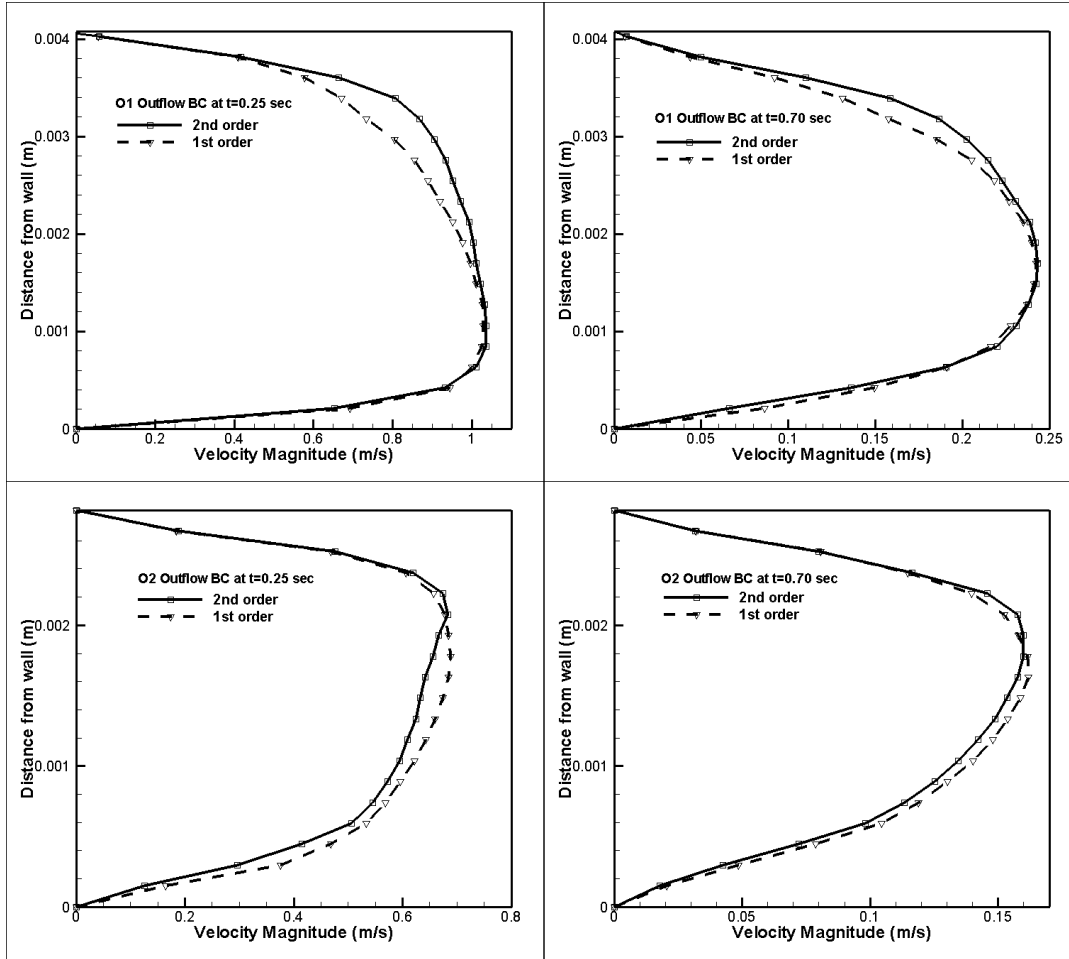 0.004
0.003
0.002
0.001
0
Distance from wall (m)
O1 Outflow BC at t=0.25 sec
2nd order
1st order
0
0.2
0.4
0.6
0.8
1
Velocity Magnitude (m/s)
0.004
0.003
0.002
0.001
0
Distance from wall (m)
O1 Outflow BC at t=0.70 sec
2nd order
1st order
0
0.05
0.1
0.15
0.2
0.25
Velocity Magnitude (m/s)
0.002
0.001
0
Distance from wall (m)
O2 Outflow BC at t=0.25 sec
2nd order
1st order
0
0.2
0.4
0.6
0.8
Velocity Magnitude (m/s)
0.002
0.001
0
Distance from wall (m)
O2 Outflow BC at t=0.70 sec
2nd order
1st order
0
0.05
0.1
0.15
Velocity Magnitude (m/s)